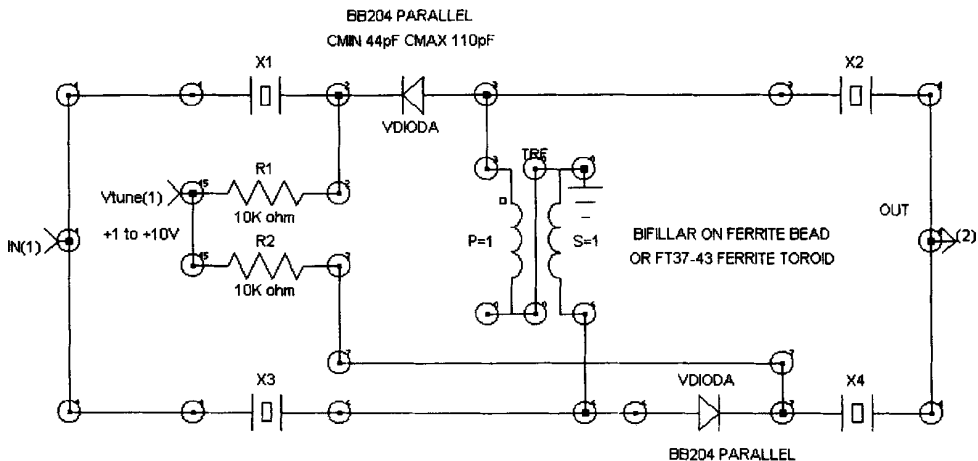 BB204 PARALLEL
CMIN 44pF CMAX 110pF
X1
X2
VDIODA
TRF
R1
Vtune(1)
10K ohm
+1 to +10V
R2
10K ohm
IN(1)
P=1
S=1
OUT
(2)
BIFILLAR ON FERRITE BEAD
OR FT37-43 FERRITE TOROID
X3
VDIODA
X4
BB204 PARALLEL